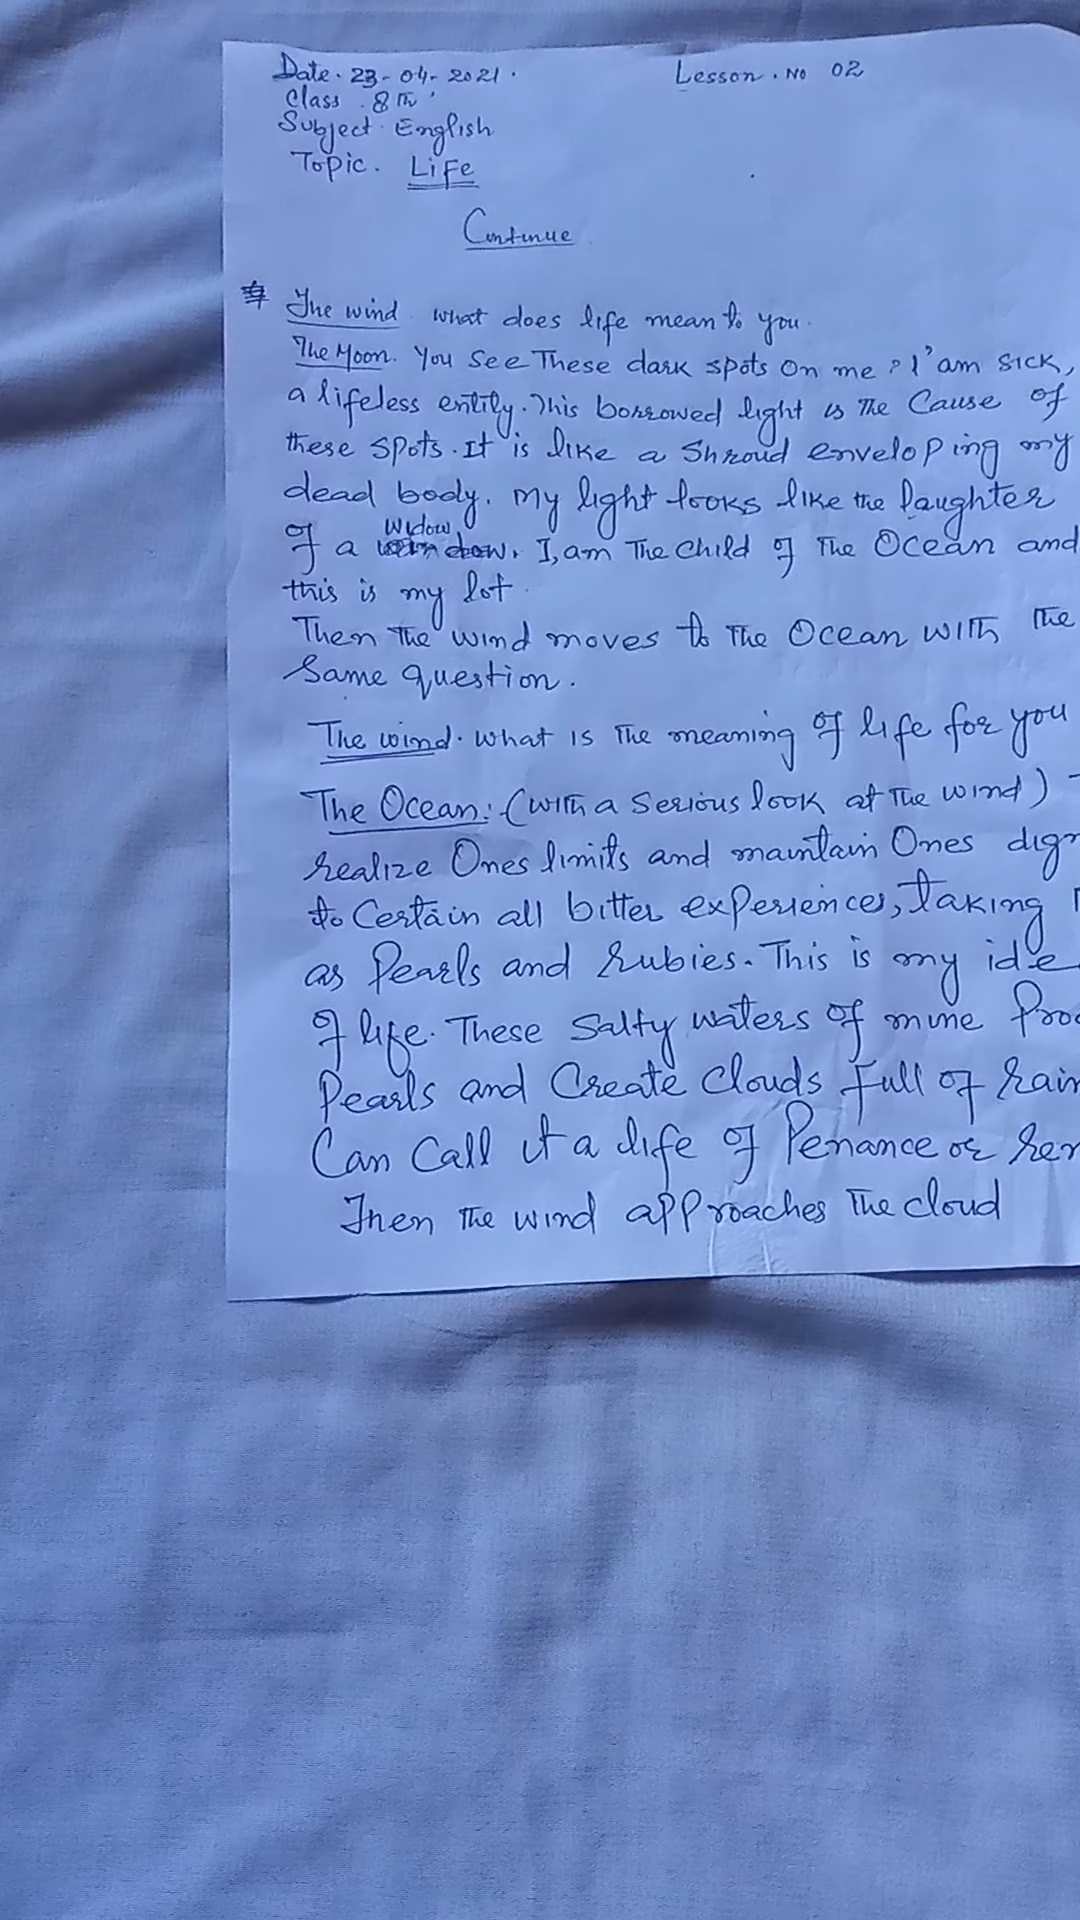 Date. 23-04-2021.
Lesson. No 02
Class. 8th
Subject. English
Topic. Life
Continue
The wind. what does life mean to you.
The Moon. You see These dark spots on me? I'am sick,
a lifeless entity. This borrowed light is The Cause of
these spots. It is like a Shroud enveloping my
dead body. My light looks like the laughter
of a widow. I, am The child of The Ocean and
this is my lot.
Then The wind moves to The Ocean with The
Same question.
The wind. what is The meaning of life for you
The Ocean: (with a serious look at The wind)
realize Ones limits and maintain Ones dign
to Certain all bitter experiences, taking
as Pearls and rubies. This is my ide
of life. These salty waters of mine Pro
Pearls and Create Clouds full of rain
Can Call it a life of Penance or ren
Then The wind approaches The cloud